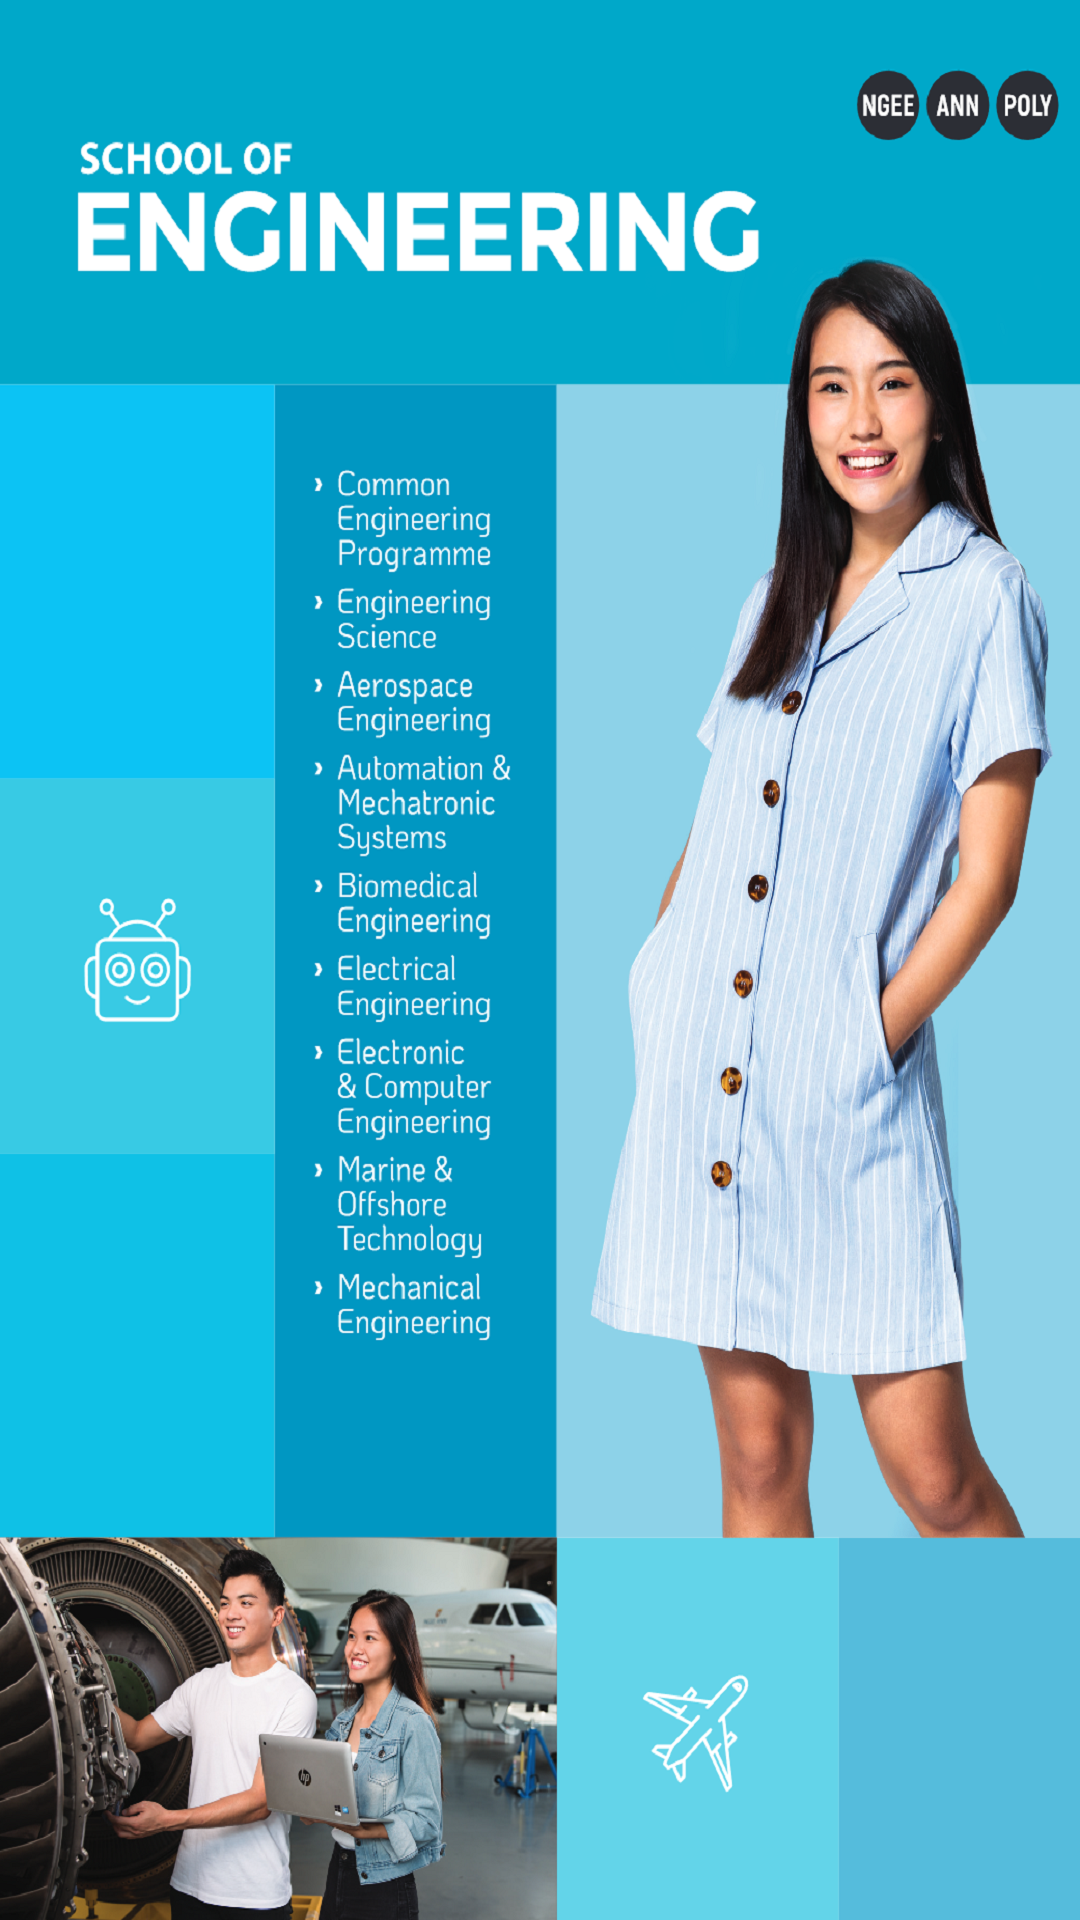 NGEE ANN POLY
SCHOOL OF
ENGINEERING
› Common
Engineering
Programme
› Engineering
Science
› Aerospace
Engineering
› Automation &
Mechatronic
Systems
› Biomedical
Engineering
› Electrical
Engineering
› Electronic
& Computer
Engineering
› Marine &
Offshore
Technology
› Mechanical
Engineering
hp